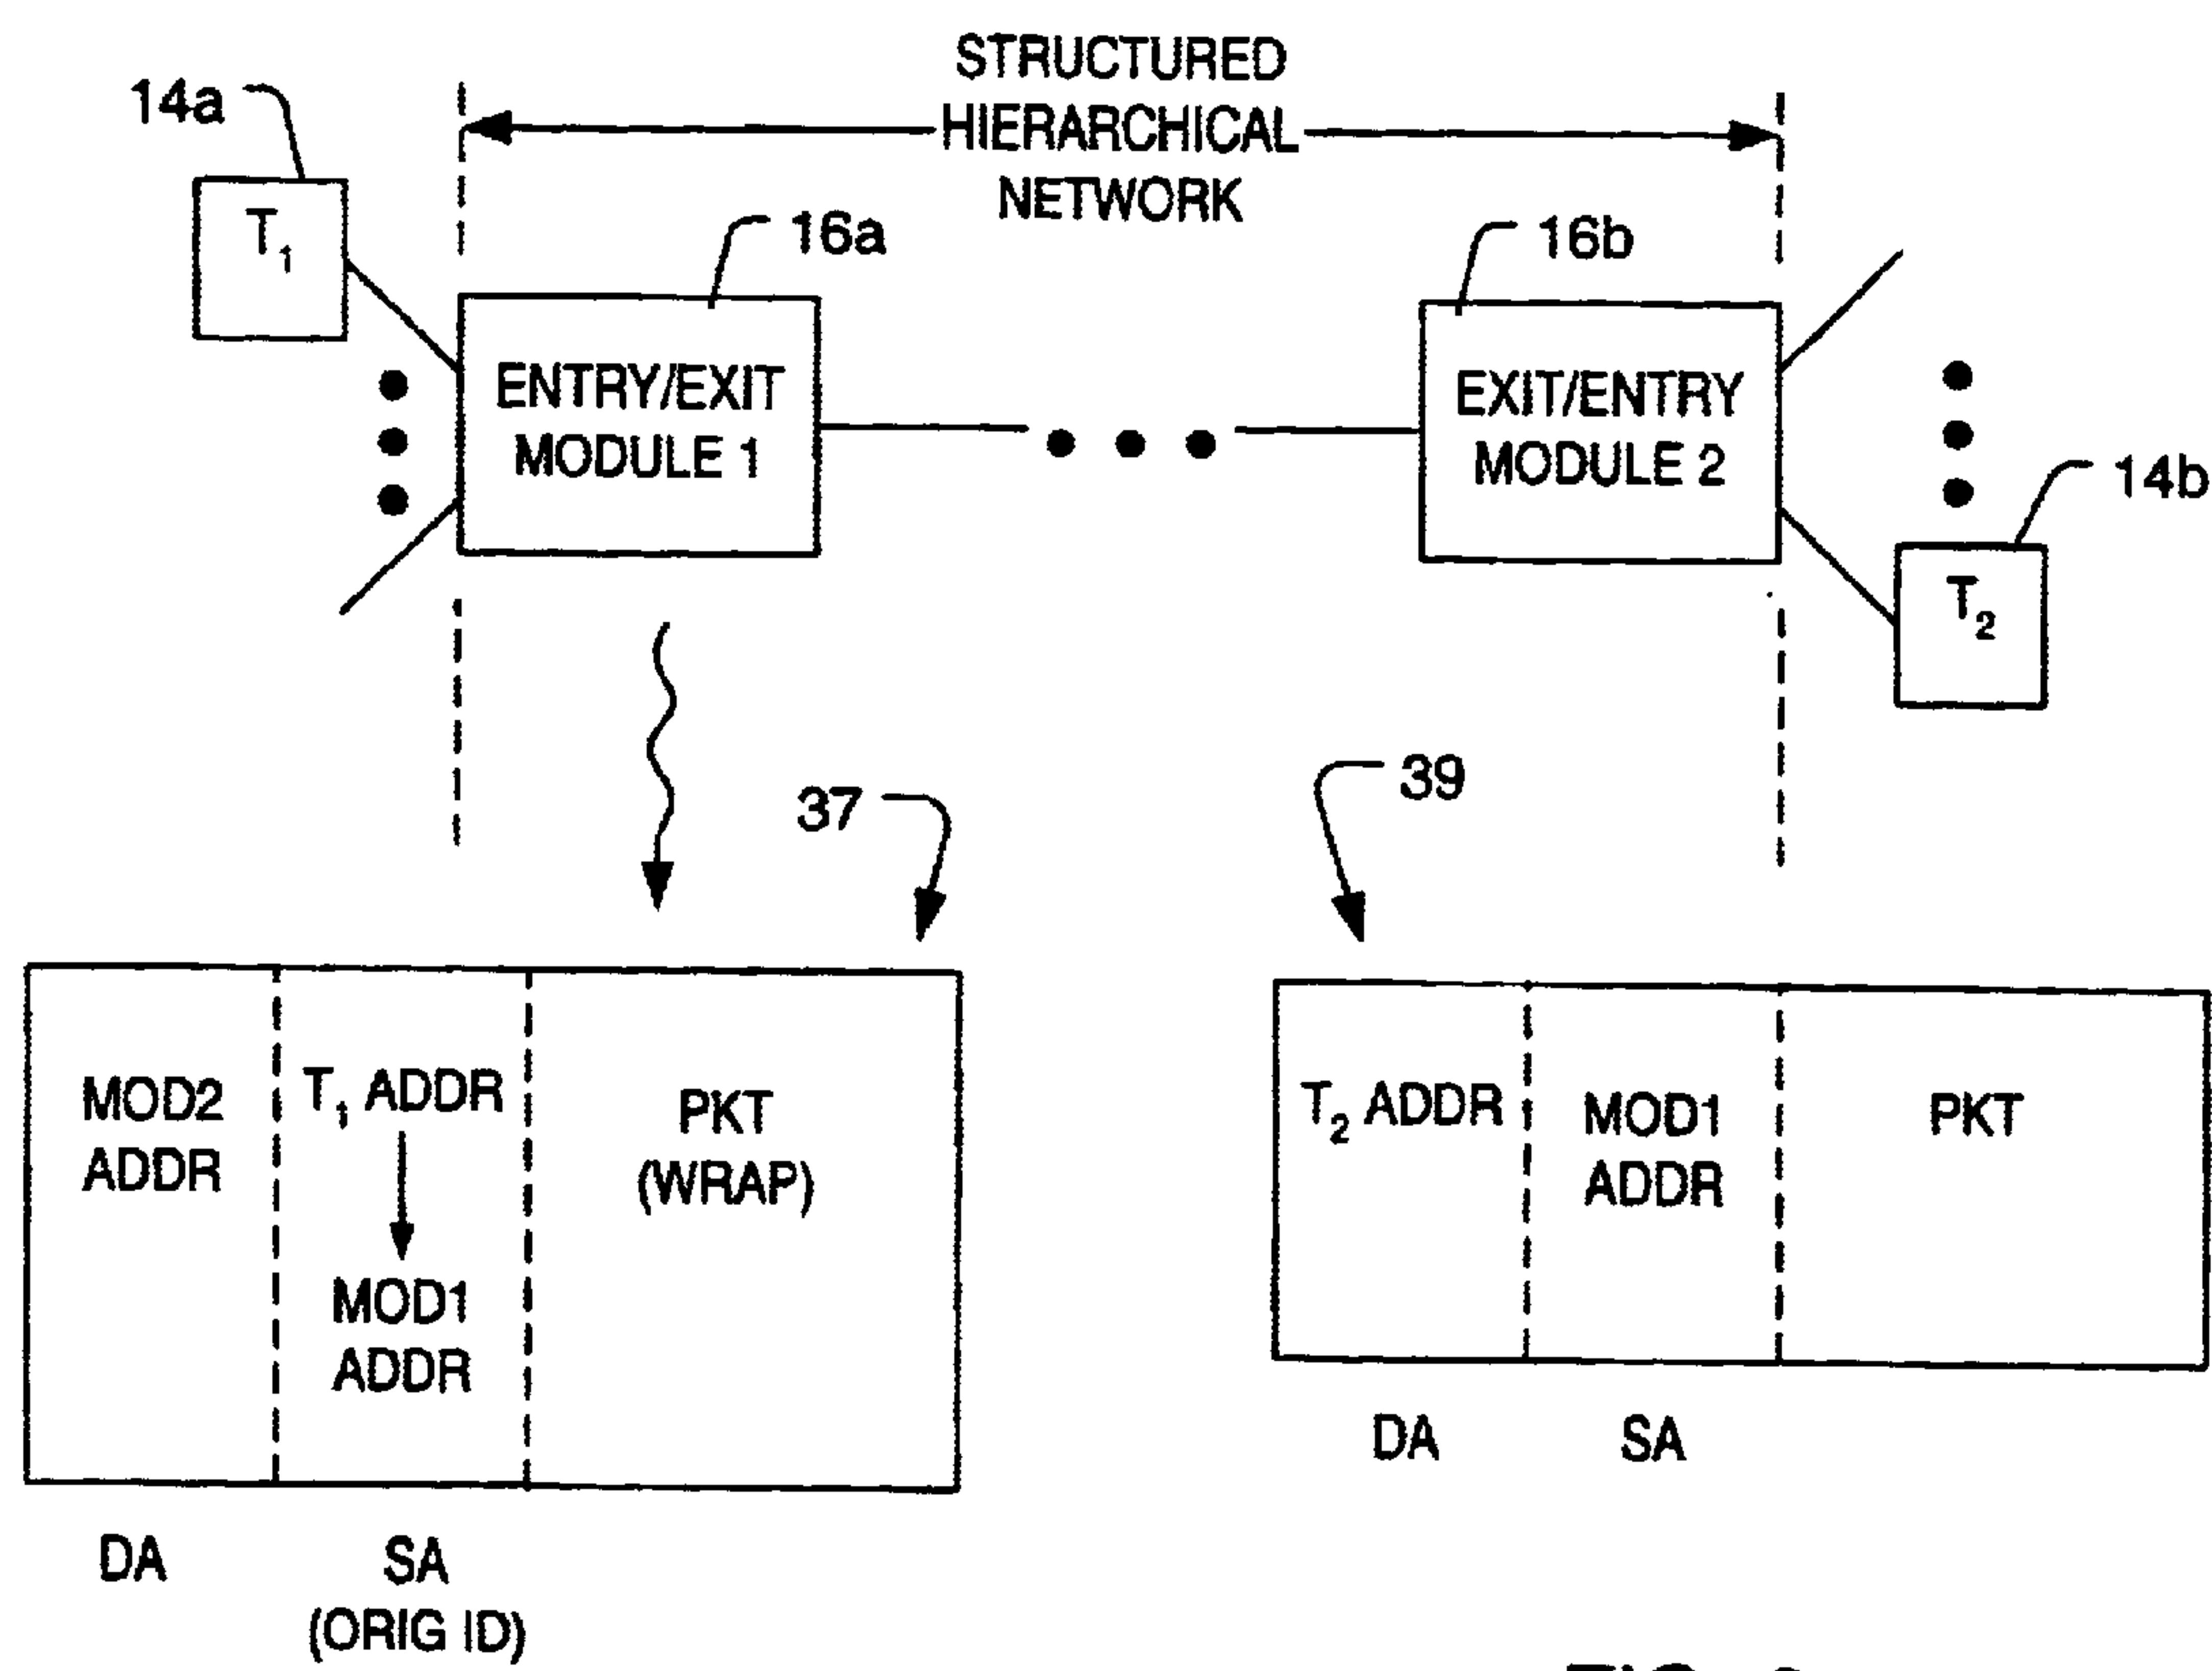 STRUCTURED
HIERARCHICAL
NETWORK
14a
T1
16a
16b
ENTRY/EXIT
MODULE 1
EXIT/ENTRY
MODULE 2
14b
T2
37
39
MOD2
ADDR
T1 ADDR
MOD1
ADDR
PKT
(WRAP)
T2 ADDR
MOD1
ADDR
PKT
DA
SA
DA
SA
(ORIG ID)